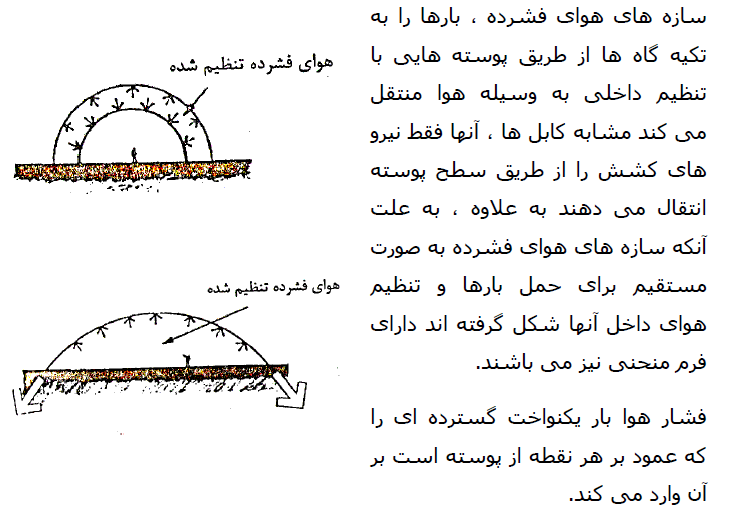 سازه های هوای فشرده ، بارها را به
تکیه گاه ها از طریق پوسته هایی با
تنظیم داخلی به وسیله هوا منتقل
می کند مشابه کابل ها ، آنها فقط نیرو
های کشش را از طریق سطح پوسته
انتقال می دهند به علاوه ، به علت
آنکه سازه های هوای فشرده به صورت
مستقیم برای حمل بارها و تنظیم
هوای داخل آنها شکل گرفته اند دارای
فرم منحنی نیز می باشند.
فشار هوا بار یکنواخت گسترده ای را
که عمود بر هر نقطه از پوسته است بر
آن وارد می کند.
هوای فشرده تنظیم شده
هوای فشرده تنظیم شده